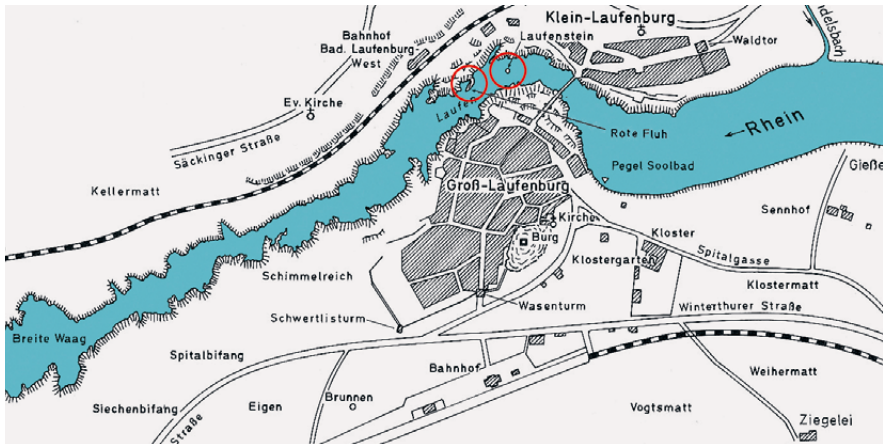 Klein-Laufenburg
Laufenstein
Bahnhof
Bad. Laufenburg-
West
Waldtor
Laufen
Ev. Kirche
Säckinger Straße
Rhein
Rote Fluh
Pegel Soolbad
Kellermatt
Groß-Laufenburg
Kirche
Burg
Kloster
Sennhof
Spitalgasse
Klostergarten
Klostermatt
Schimmelreich
Wasenturm
Winterthurer Straße
Schwertlisturm
Breite Waag
Spitalbifang
Bahnhof
Weihermatt
Siechenbifang
Eigen
Brunnen
Vogtsmatt
Straße
Ziegelei